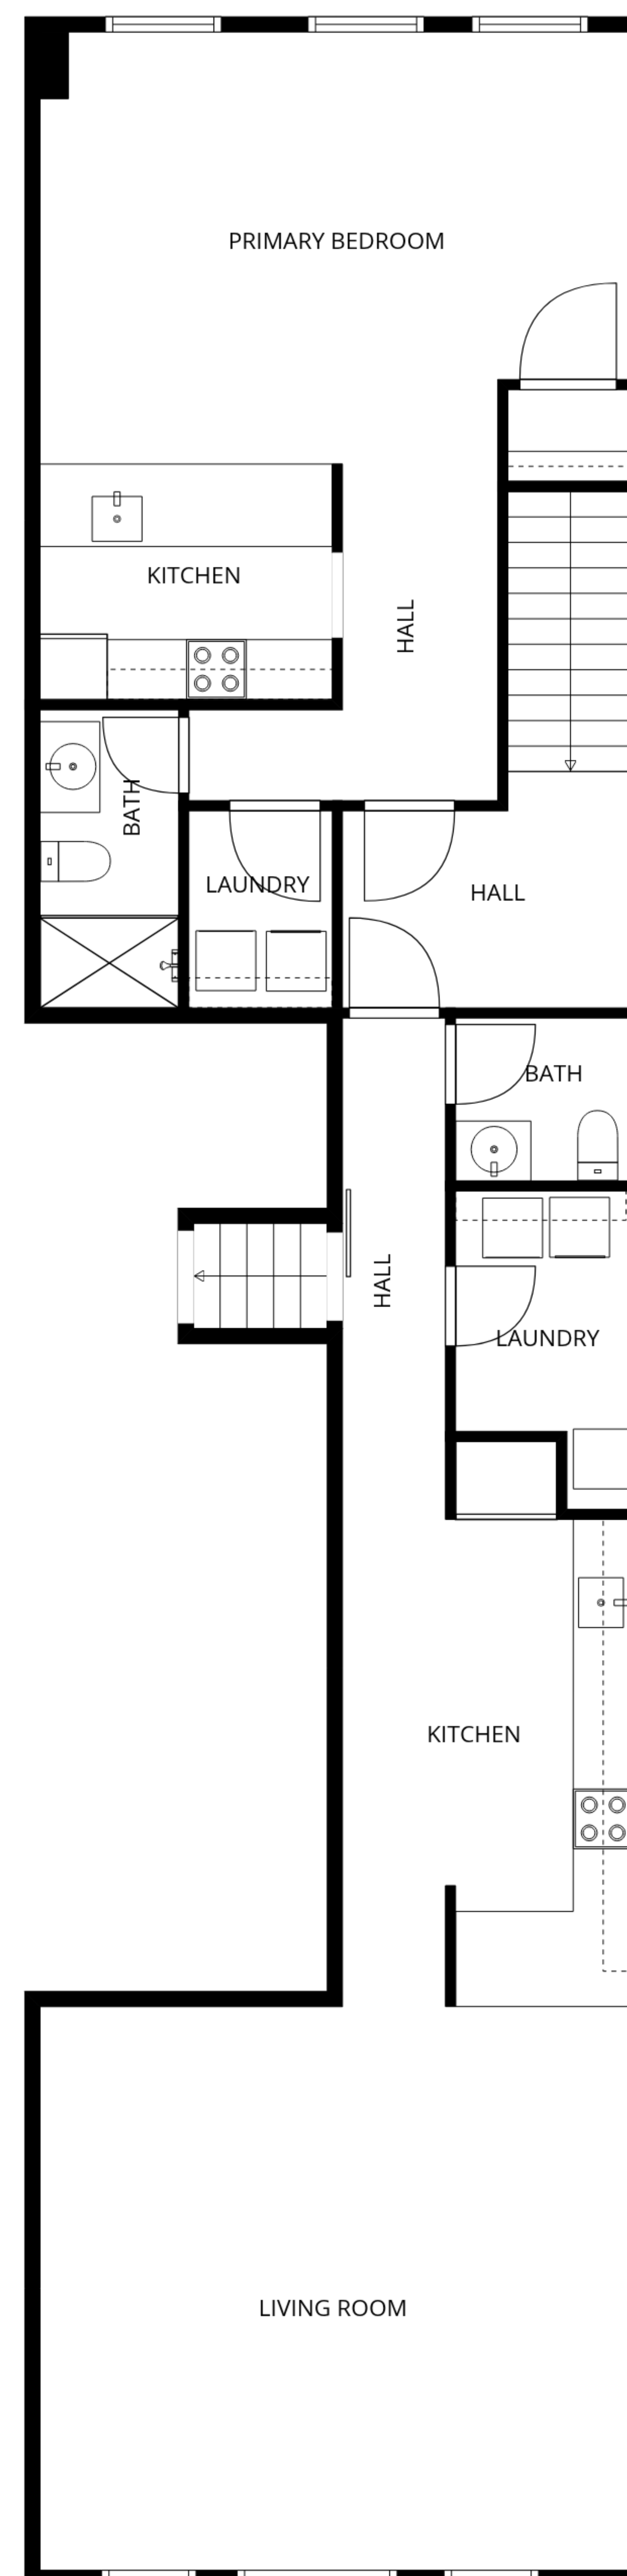 PRIMARY BEDROOM
KITCHEN
HALL
BATH
LAUNDRY
HALL
BATH
HALL
LAUNDRY
KITCHEN
LIVING ROOM